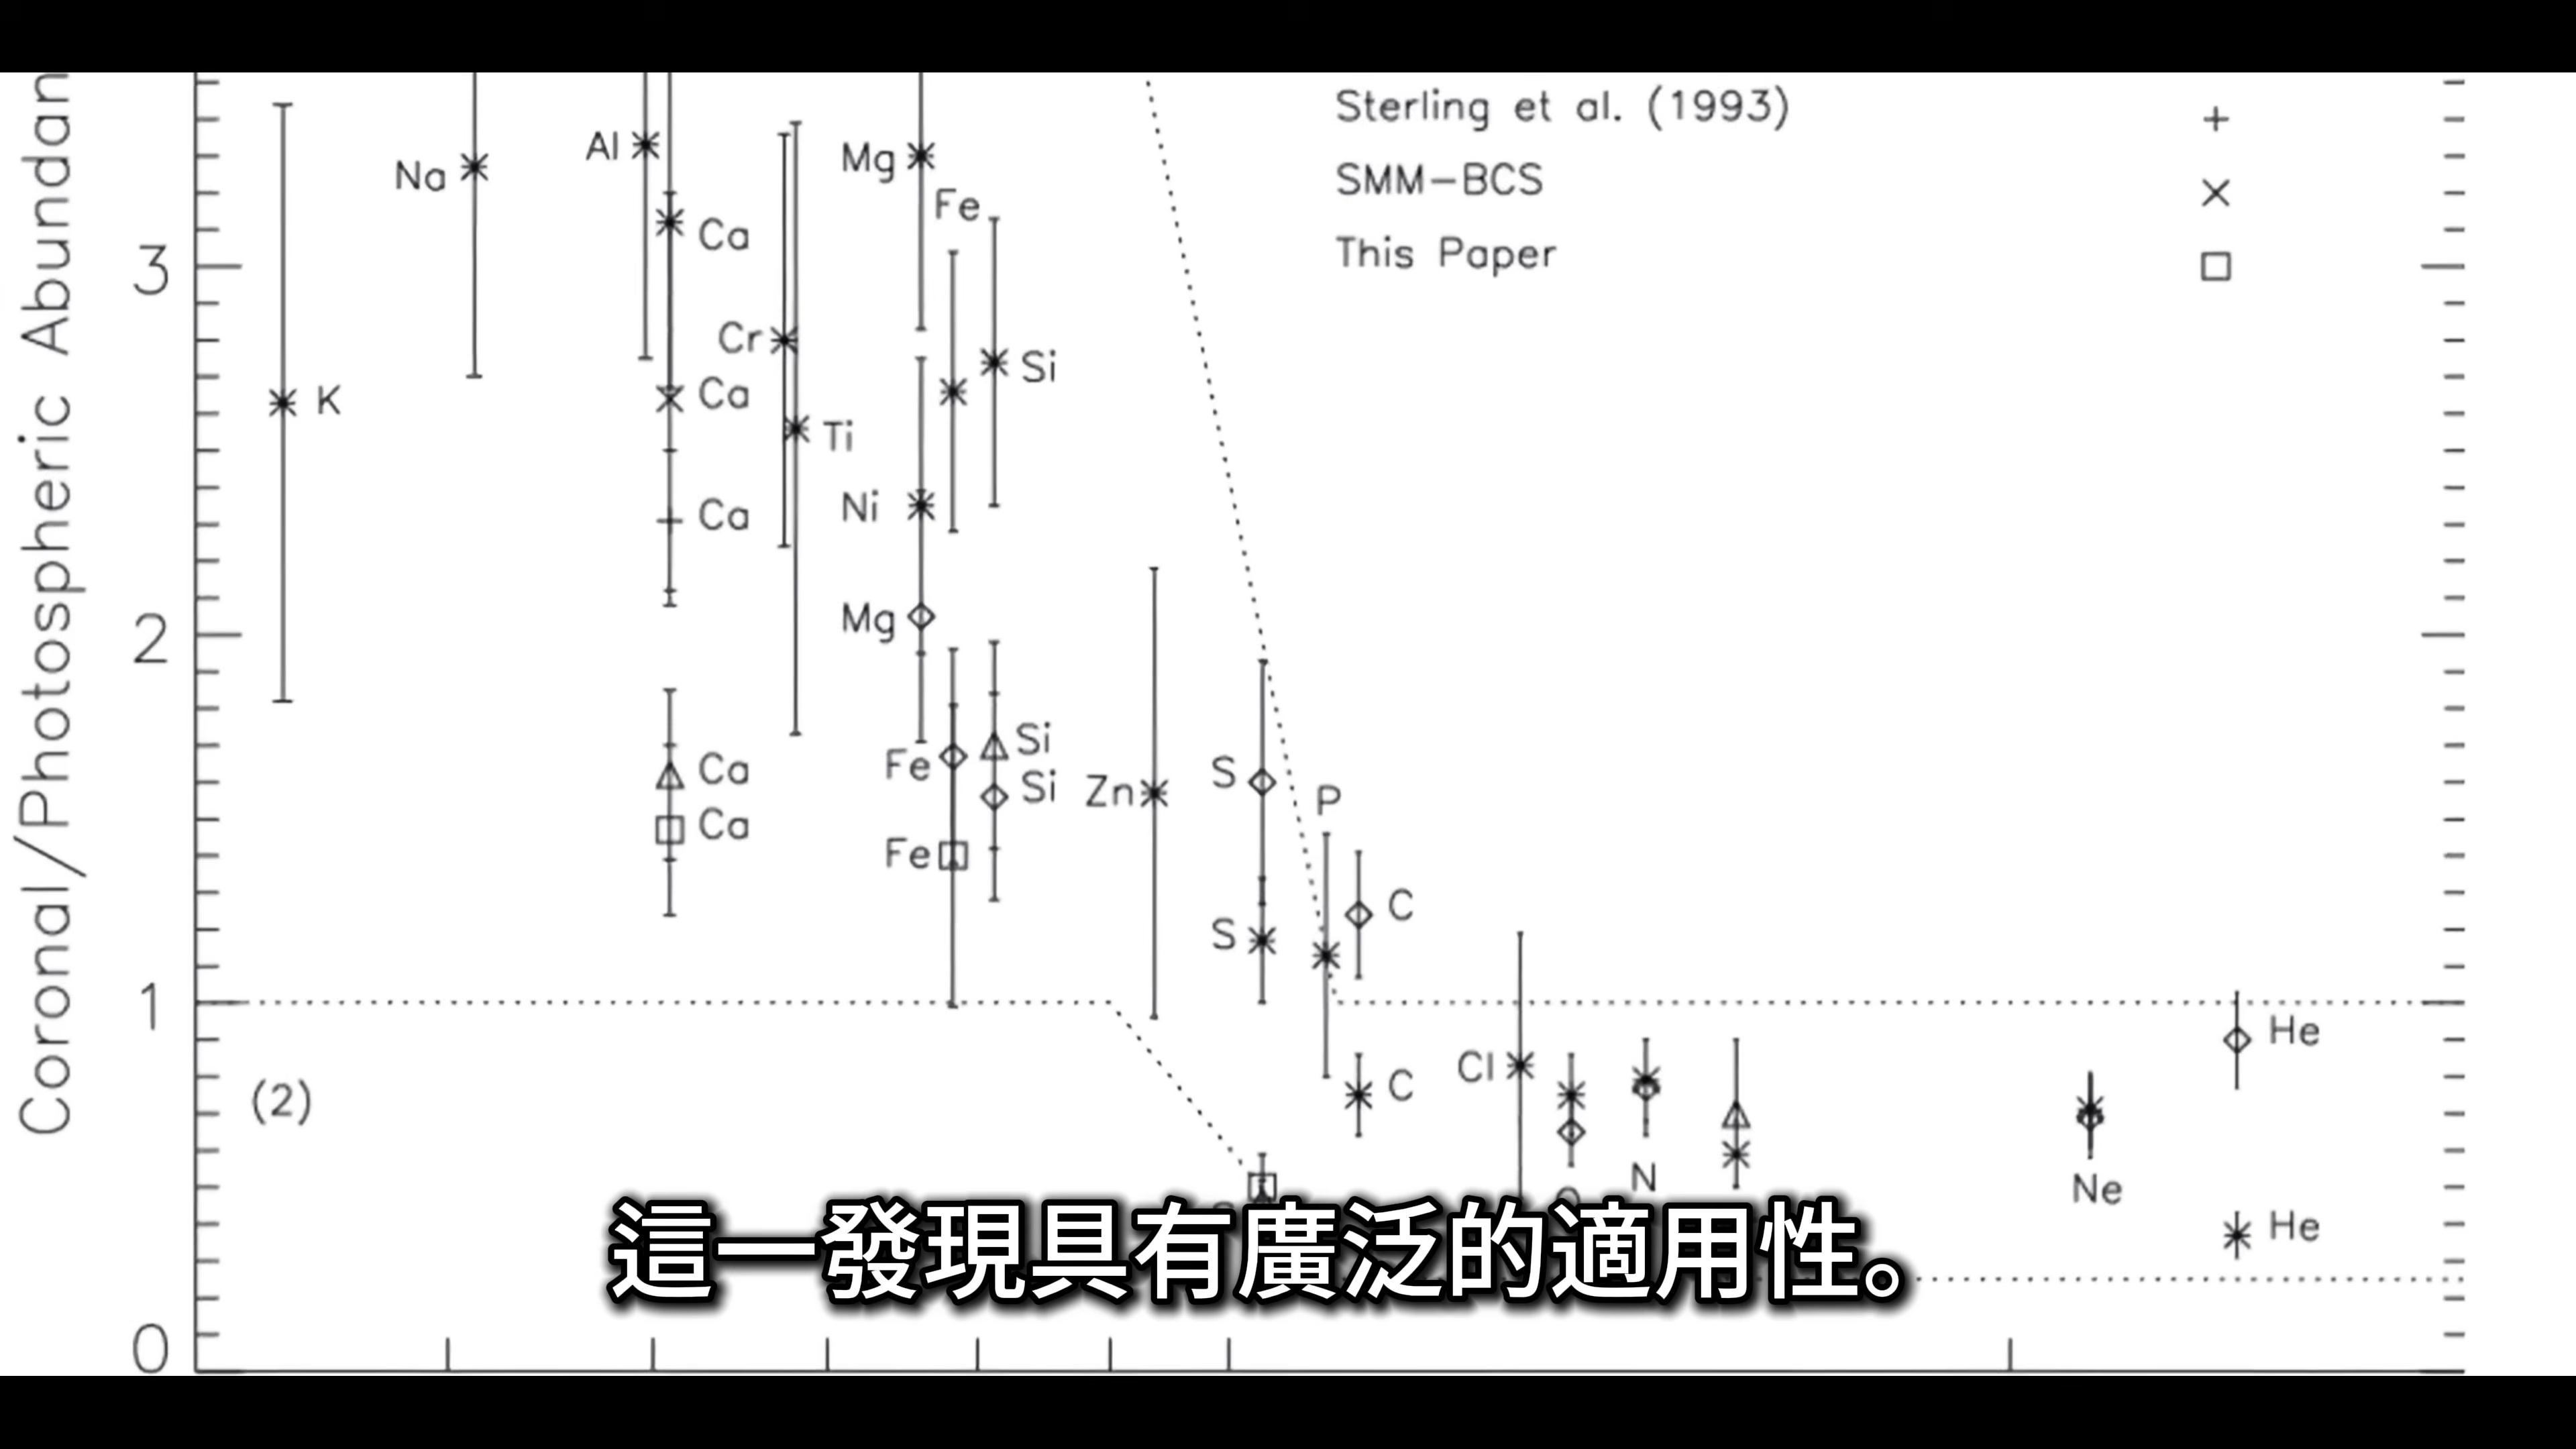 Coronal/Photospheric Abundan
Sterling et al. (1993)
SMM-BCS
This Paper
3
2
1
0
K
Na
Al
Ca
Ca
Ca
Ca
Ca
Cr
Ti
Mg
Fe
Si
Ni
Mg
Fe
Si
Si
Fe
Zn
S
S
P
C
C
Cl
O
N
Ne
He
He
(2)
這一發現具有廣泛的適用性。